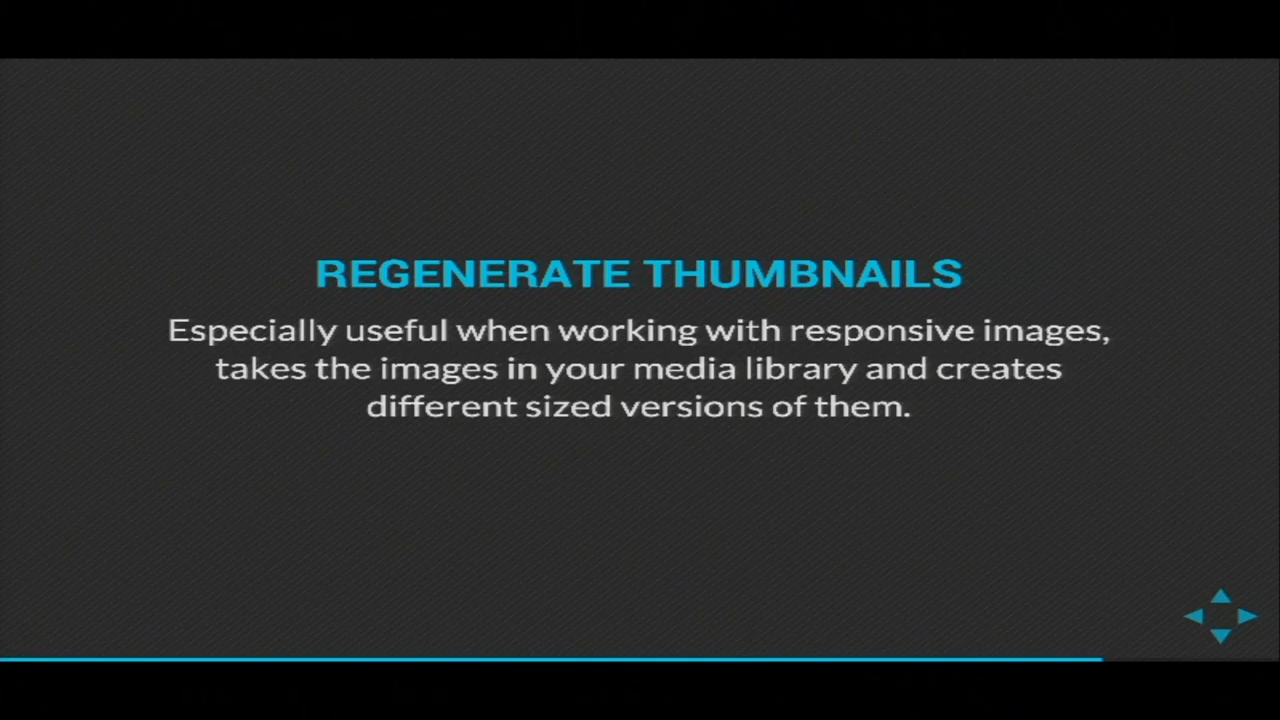 REGENERATE THUMBNAILS
Especially useful when working with responsive images,
takes the images in your media library and creates
different sized versions of them.